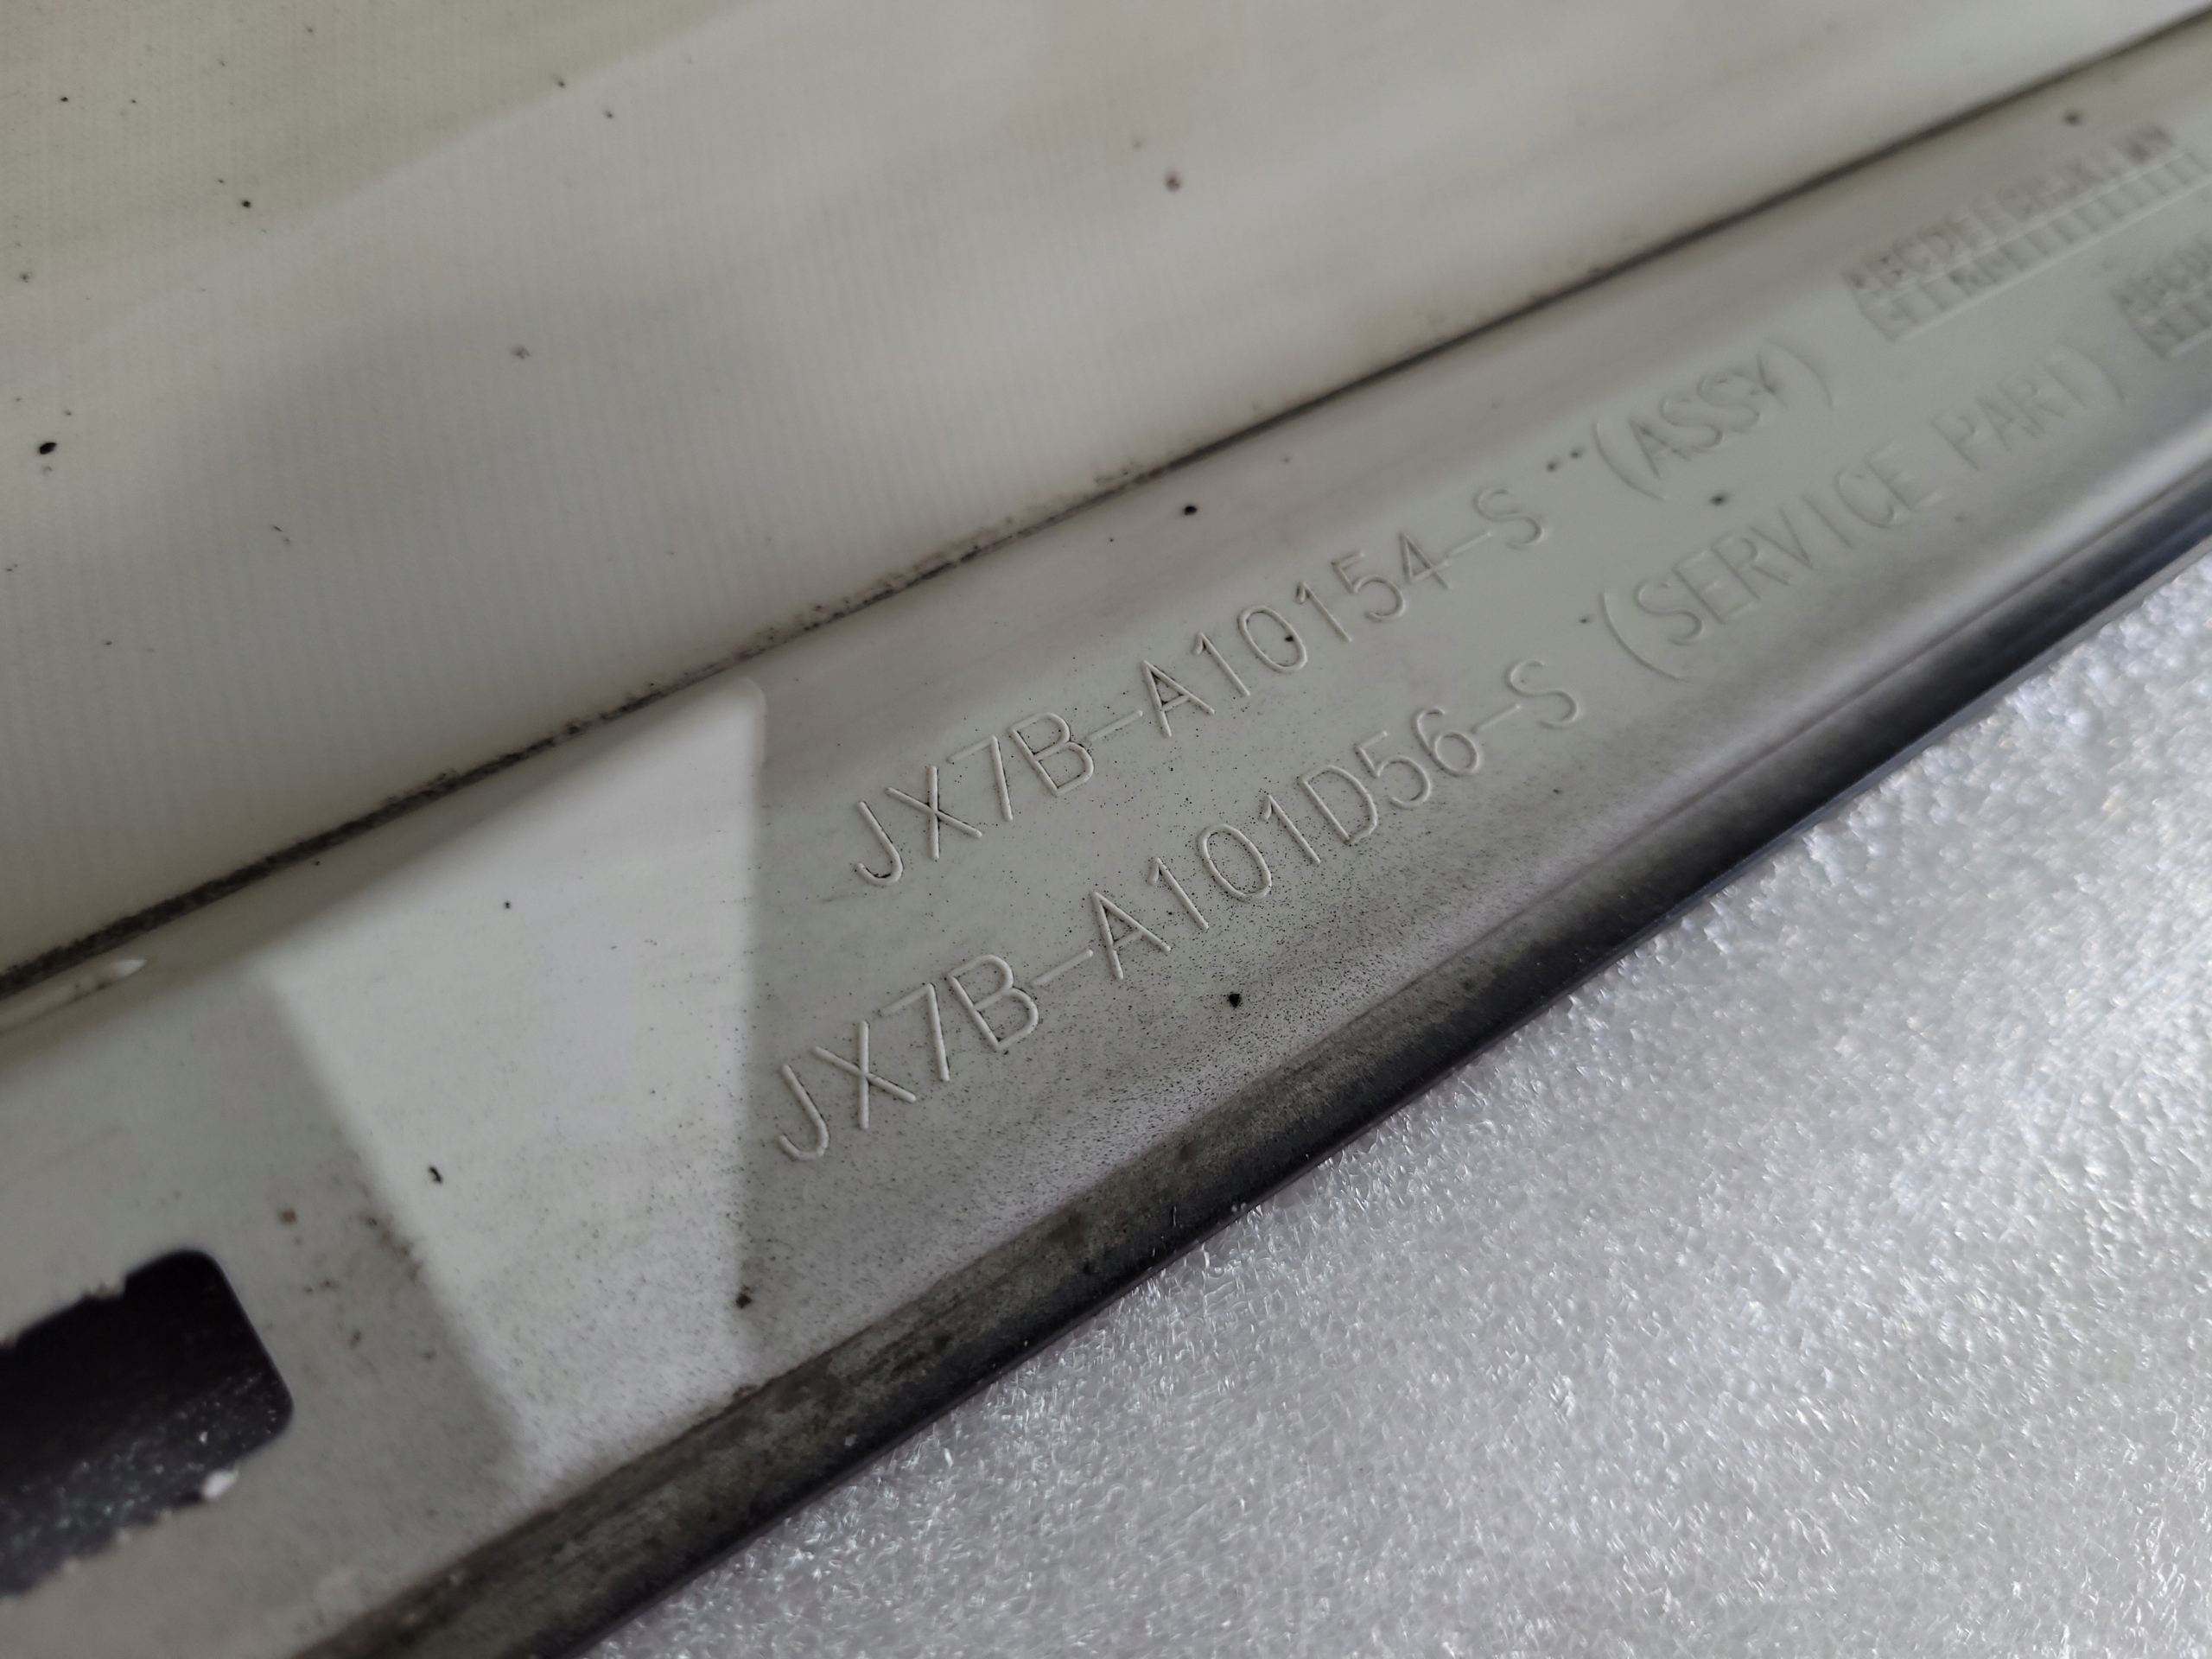 JX7B-A10154-S (ASSY)
JX7B-A101D56-S (SERVICE PART)